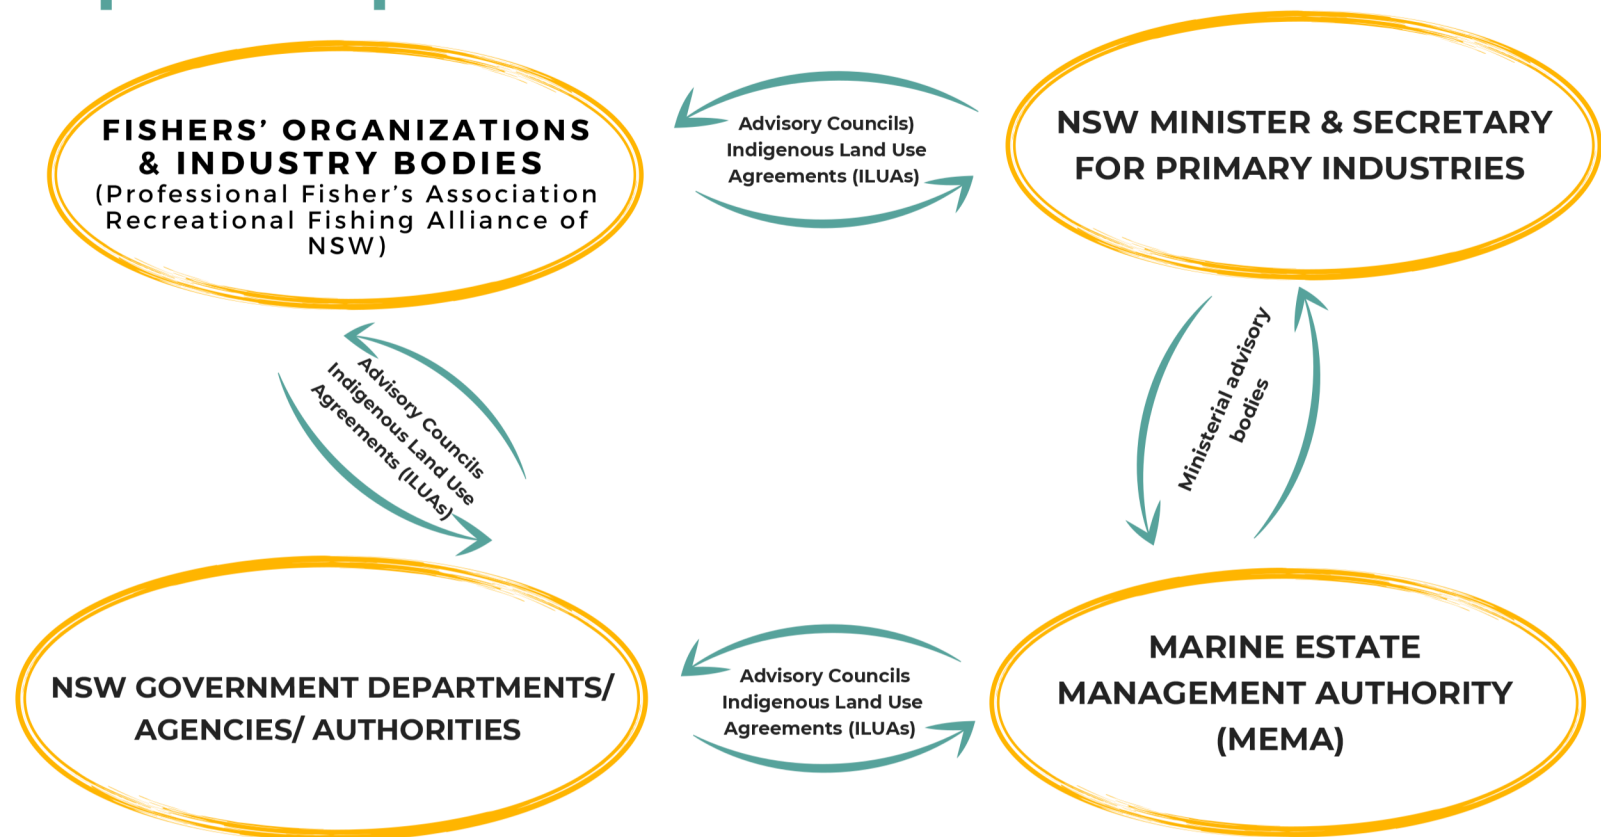 FISHERS’ ORGANIZATIONS
& INDUSTRY BODIES
(Professional Fisher’s Association
Recreational Fishing Alliance of
NSW)
Advisory Councils)
Indigenous Land Use
Agreements (ILUAs)
NSW MINISTER & SECRETARY
FOR PRIMARY INDUSTRIES
Advisory Councils
Indigenous Land Use
Agreements (ILUAs)
Ministerial advisory
bodies
NSW GOVERNMENT DEPARTMENTS/
AGENCIES/ AUTHORITIES
Advisory Councils
Indigenous Land Use
Agreements (ILUAs)
MARINE ESTATE
MANAGEMENT AUTHORITY
(MEMA)